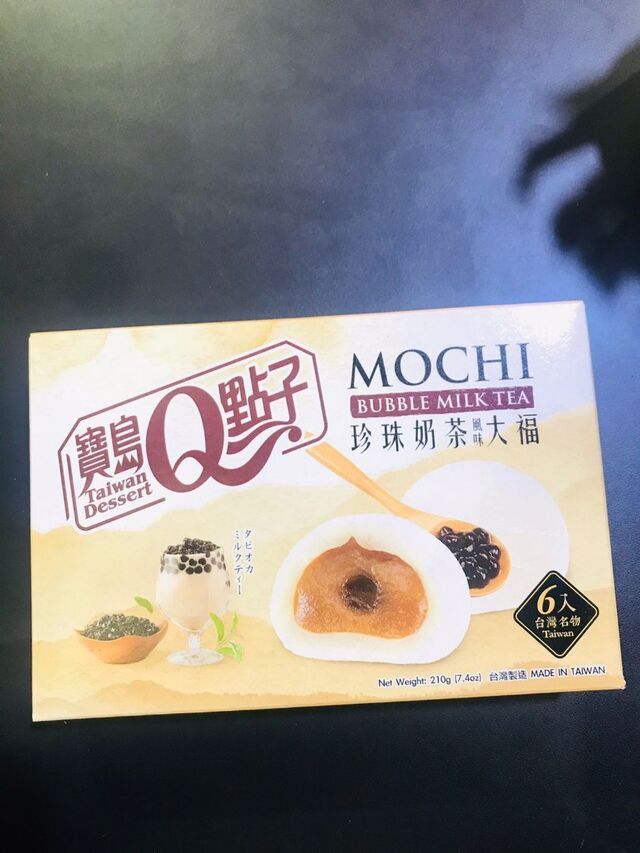 寶島Q點子
Taiwan
Dessert
MOCHI
BUBBLE MILK TEA
珍珠奶茶風味大福
タピオカ
ミルクティー
6入
台灣名物
Taiwan
Net Weight: 210g (7.4oz) 台灣製造 MADE IN TAIWAN